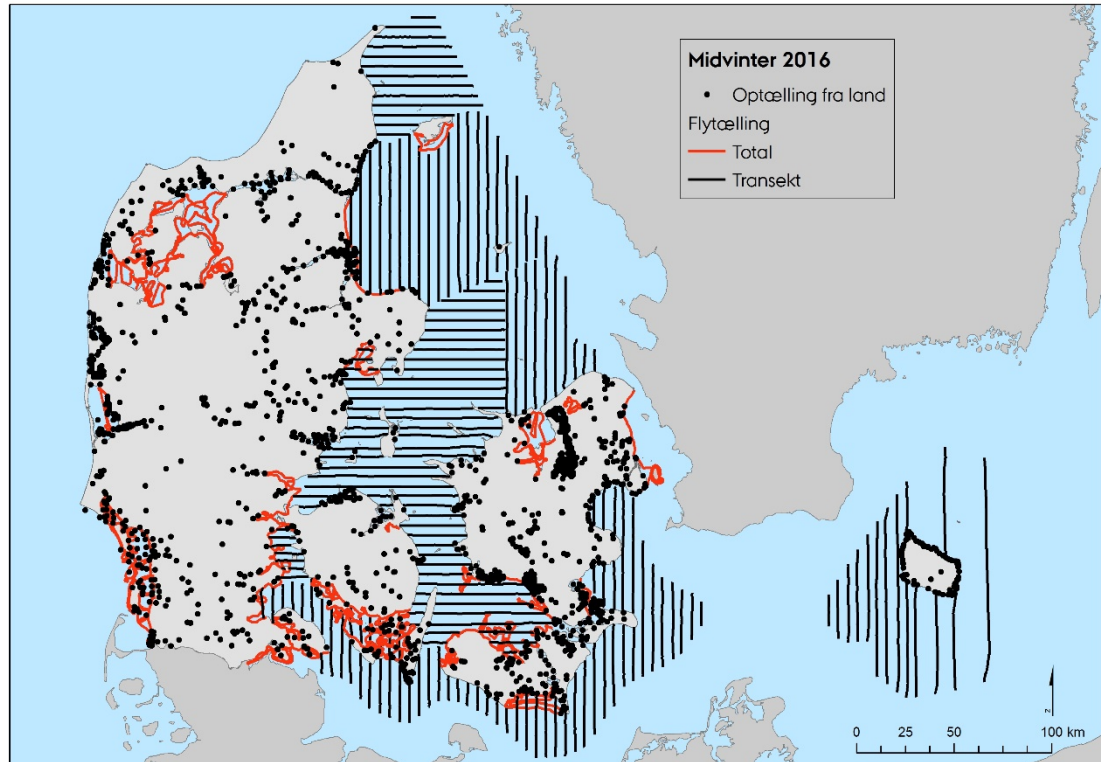 Midvinter 2016
Optælling fra land
Flytælling
Total
Transekt
z
0 25 50 100 km